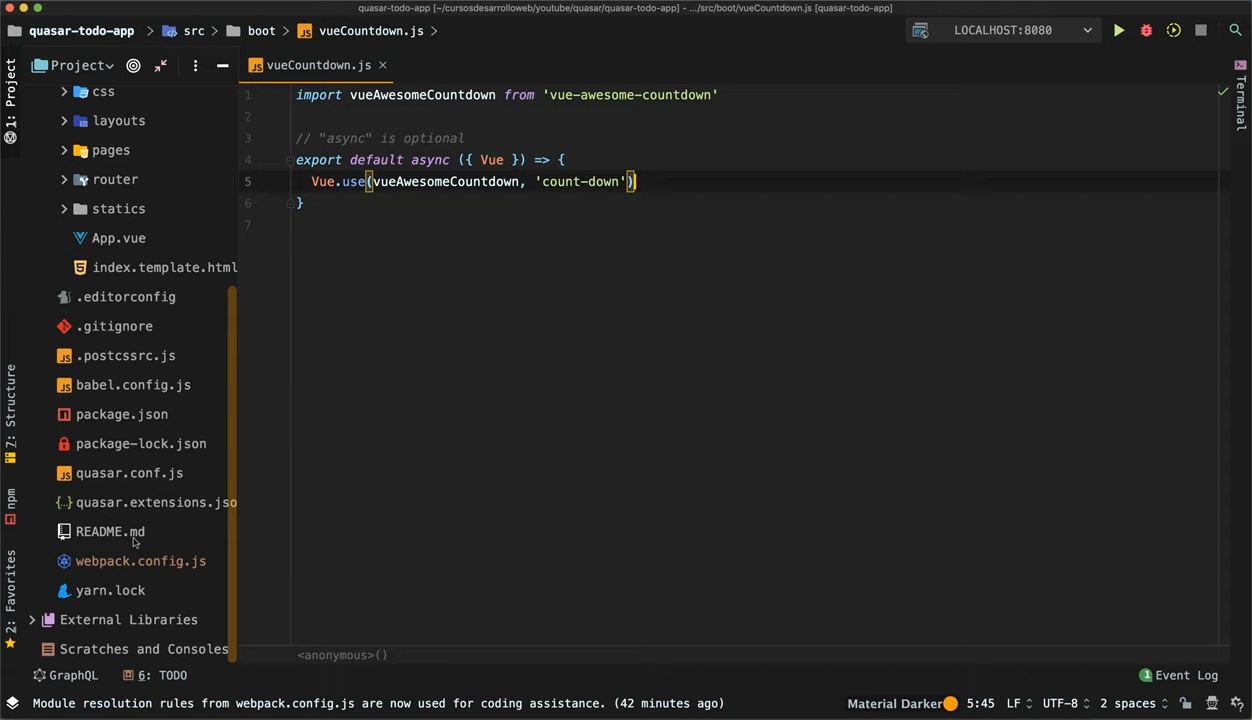 quasar-todo-app [~/cursosdesarrolloweb/youtube/quasar/quasar-todo-app] – .../src/boot/vueCountdown.js [quasar-todo-app]
quasar-todo-app src boot vueCountdown.js
LOCALHOST:8080
1: Project
Project
vueCountdown.js
css
layouts
pages
router
statics
App.vue
index.template.html
.editorconfig
.gitignore
.postcssrc.js
babel.config.js
package.json
package-lock.json
quasar.conf.js
quasar.extensions.jso
README.md
webpack.config.js
yarn.lock
External Libraries
Scratches and Consoles
1 import vueAwesomeCountdown from 'vue-awesome-countdown'
2
3 // "async" is optional
4 export default async ({ Vue }) => {
5 Vue.use(vueAwesomeCountdown, 'count-down')
6 }
7
<anonymous>()
7: Structure
npm
2: Favorites
Terminal
GraphQL
6: TODO
1 Event Log
Module resolution rules from webpack.config.js are now used for coding assistance. (42 minutes ago)
Material Darker 5:45 LF UTF-8 2 spaces